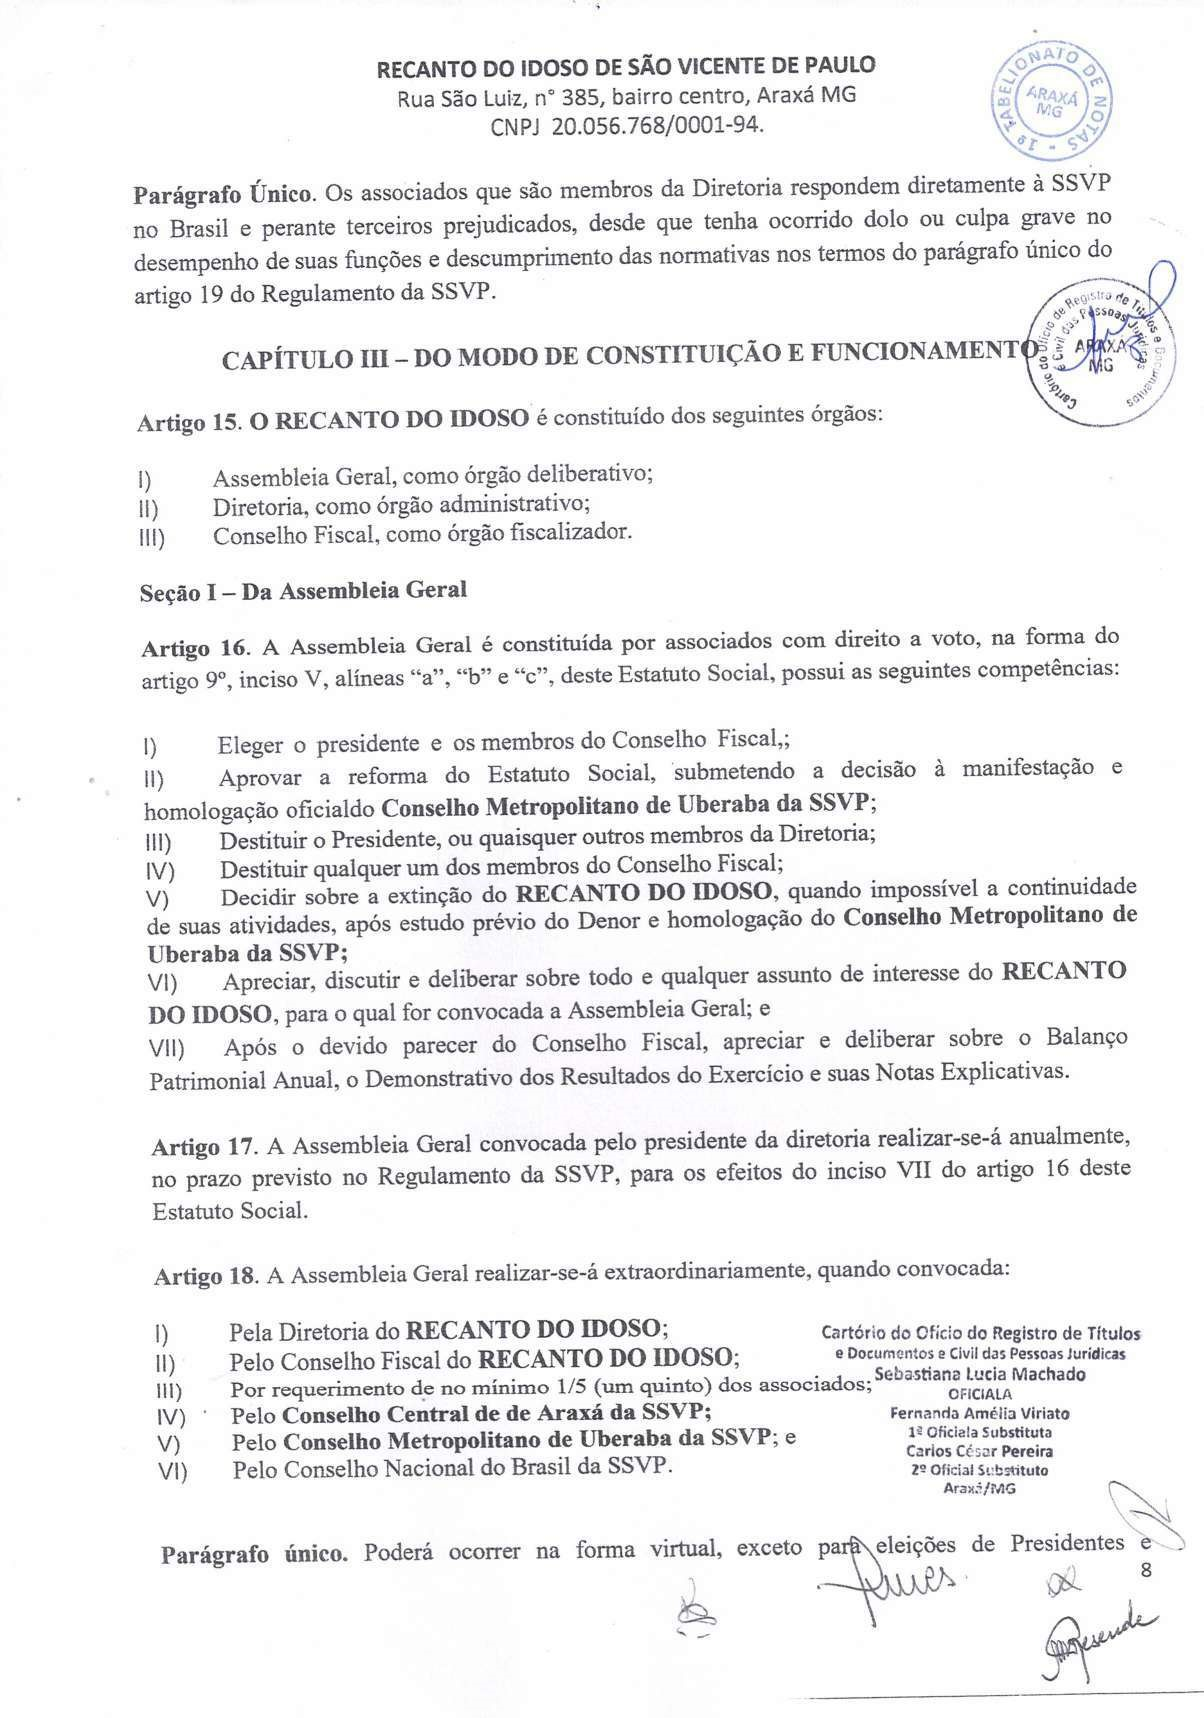 RECANTO DO IDOSO DE SÃO VICENTE DE PAULO
Rua São Luiz, n° 385, bairro centro, Araxá MG
CNPJ 20.056.768/0001-94.
1º TABELIONATO DE NOTAS -
ARAXÁ
MG
Parágrafo Único. Os associados que são membros da Diretoria respondem diretamente à SSVP
no Brasil e perante terceiros prejudicados, desde que tenha ocorrido dolo ou culpa grave no
desempenho de suas funções e descumprimento das normativas nos termos do parágrafo único do
artigo 19 do Regulamento da SSVP.
Cartório do Ofício de Registro de Títulos e Documentos
e Civil das Pessoas Jurídicas
ARAXÁ
MG
CAPÍTULO III – DO MODO DE CONSTITUIÇÃO E FUNCIONAMENTO
Artigo 15. O RECANTO DO IDOSO é constituído dos seguintes órgãos:
I) Assembleia Geral, como órgão deliberativo;
II) Diretoria, como órgão administrativo;
III) Conselho Fiscal, como órgão fiscalizador.
Seção I – Da Assembleia Geral
Artigo 16. A Assembleia Geral é constituída por associados com direito a voto, na forma do
artigo 9º, inciso V, alíneas “a”, “b” e “c”, deste Estatuto Social, possui as seguintes competências:
I) Eleger o presidente e os membros do Conselho Fiscal,;
II) Aprovar a reforma do Estatuto Social, submetendo a decisão à manifestação e
homologação oficialdo Conselho Metropolitano de Uberaba da SSVP;
III) Destituir o Presidente, ou quaisquer outros membros da Diretoria;
IV) Destituir qualquer um dos membros do Conselho Fiscal;
V) Decidir sobre a extinção do RECANTO DO IDOSO, quando impossível a continuidade
de suas atividades, após estudo prévio do Denor e homologação do Conselho Metropolitano de
Uberaba da SSVP;
VI) Apreciar, discutir e deliberar sobre todo e qualquer assunto de interesse do RECANTO
DO IDOSO, para o qual for convocada a Assembleia Geral; e
VII) Após o devido parecer do Conselho Fiscal, apreciar e deliberar sobre o Balanço
Patrimonial Anual, o Demonstrativo dos Resultados do Exercício e suas Notas Explicativas.
Artigo 17. A Assembleia Geral convocada pelo presidente da diretoria realizar-se-á anualmente,
no prazo previsto no Regulamento da SSVP, para os efeitos do inciso VII do artigo 16 deste
Estatuto Social.
Artigo 18. A Assembleia Geral realizar-se-á extraordinariamente, quando convocada:
I) Pela Diretoria do RECANTO DO IDOSO;
II) Pelo Conselho Fiscal do RECANTO DO IDOSO;
III) Por requerimento de no mínimo 1/5 (um quinto) dos associados;
IV) Pelo Conselho Central de de Araxá da SSVP;
V) Pelo Conselho Metropolitano de Uberaba da SSVP; e
VI) Pelo Conselho Nacional do Brasil da SSVP.
Cartório do Ofício do Registro de Títulos
e Documentos e Civil das Pessoas Jurídicas
Sebastiana Lucia Machado
OFICIALA
Fernanda Amélia Viriato
1ª Oficiala Substituta
Carlos César Pereira
2º Oficial Substituto
Araxá/MG
Parágrafo único. Poderá ocorrer na forma virtual, exceto para eleições de Presidentes e
8